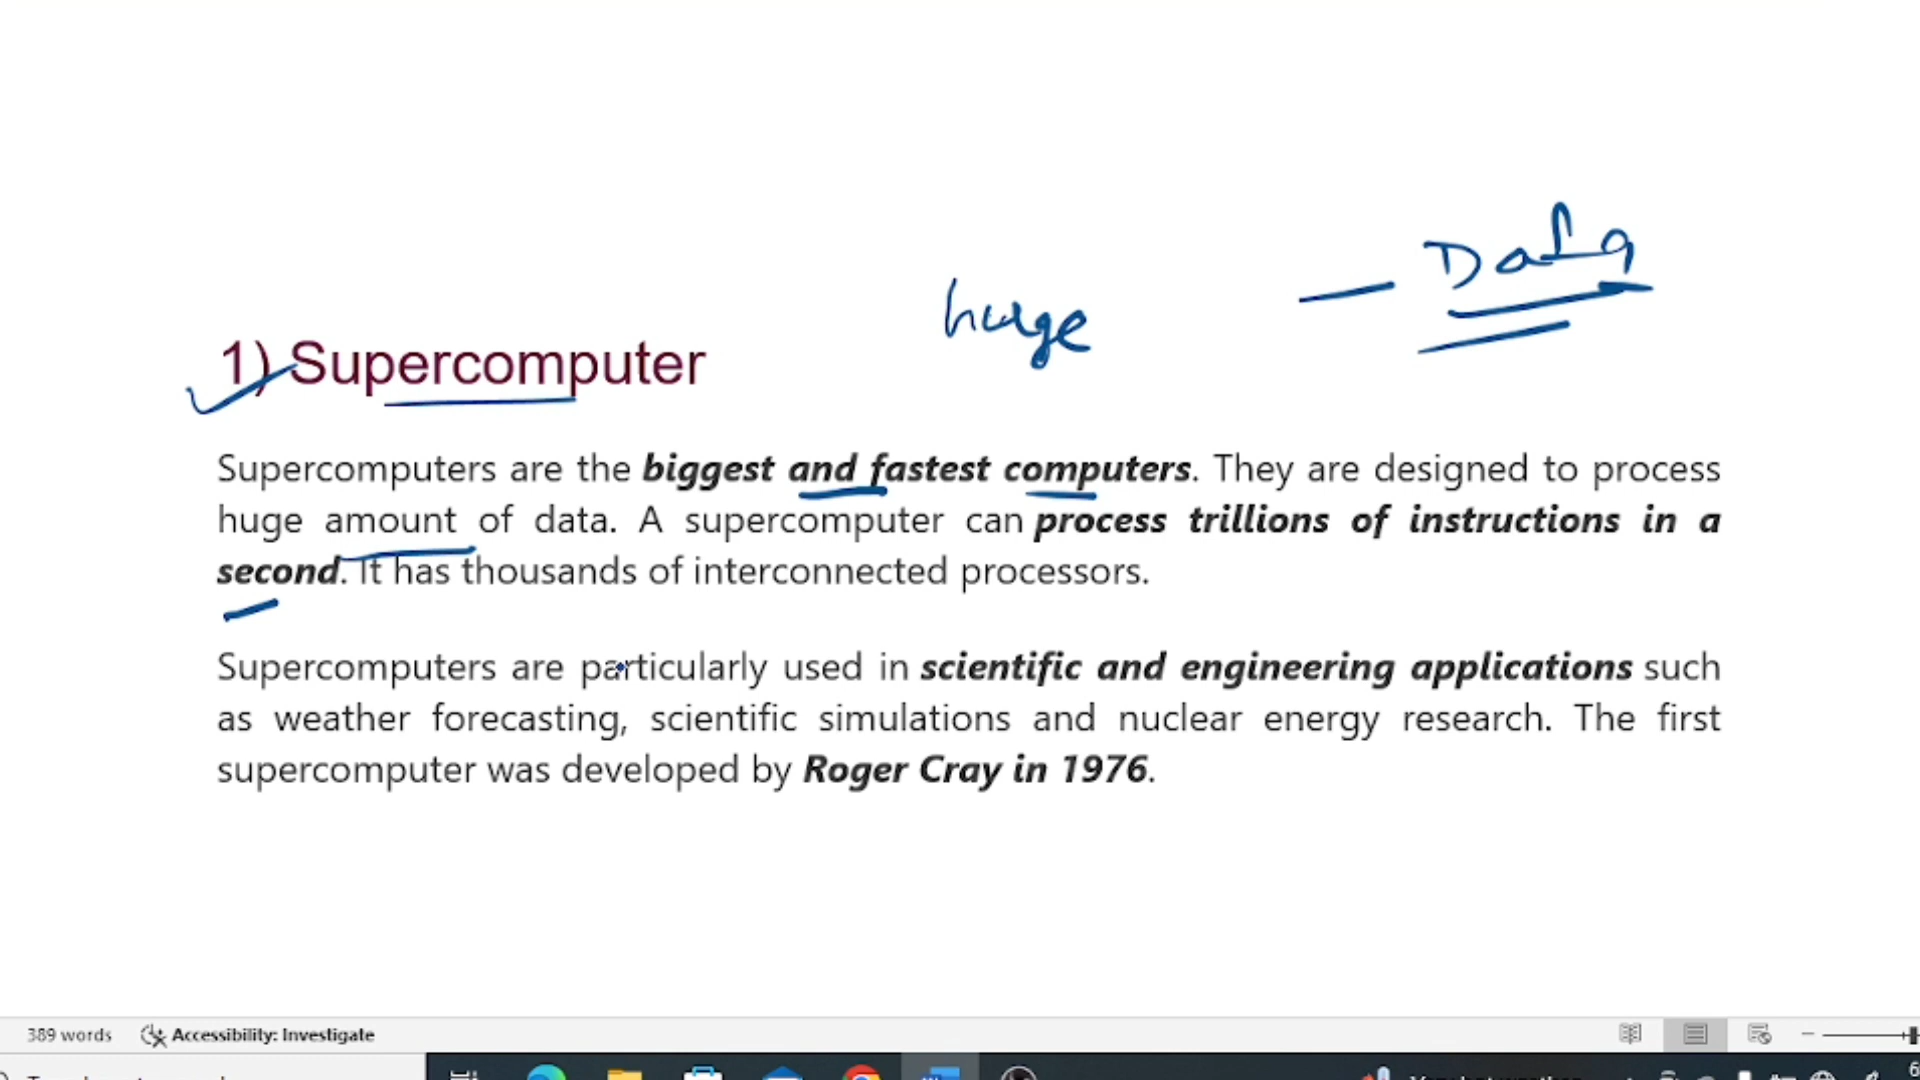 Data
huge
1) Supercomputer
Supercomputers are the biggest and fastest computers. They are designed to process
huge amount of data. A supercomputer can process trillions of instructions in a
second. It has thousands of interconnected processors.
Supercomputers are particularly used in scientific and engineering applications such
as weather forecasting, scientific simulations and nuclear energy research. The first
supercomputer was developed by Roger Cray in 1976.
389 words Accessibility: Investigate